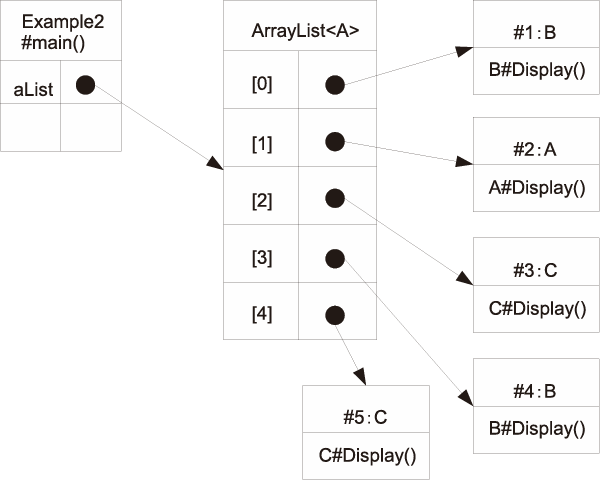 Example2
#main()
aList
ArrayList<A>
[0]
[1]
[2]
[3]
[4]
#1:B
B#Display()
#2:A
A#Display()
#3:C
C#Display()
#4:B
B#Display()
#5:C
C#Display()